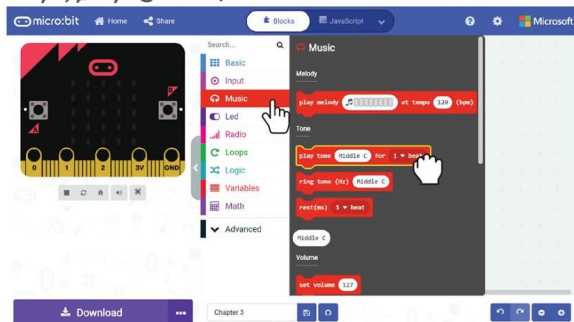 micro:bit Home Share Blocks JavaScript Microsoft
Search...
Basic
Input
Music
Led
Radio
Loops
Logic
Variables
Math
Advanced
Music
Melody
play melody at tempo 120 (bpm)
Tone
play tone Middle C for 1 beat
ring tone (Hz) Middle C
rest(ms) 1 beat
Middle C
Volume
set volume 127
A
B
0 1 2 3V GND
Download
Chapter 3